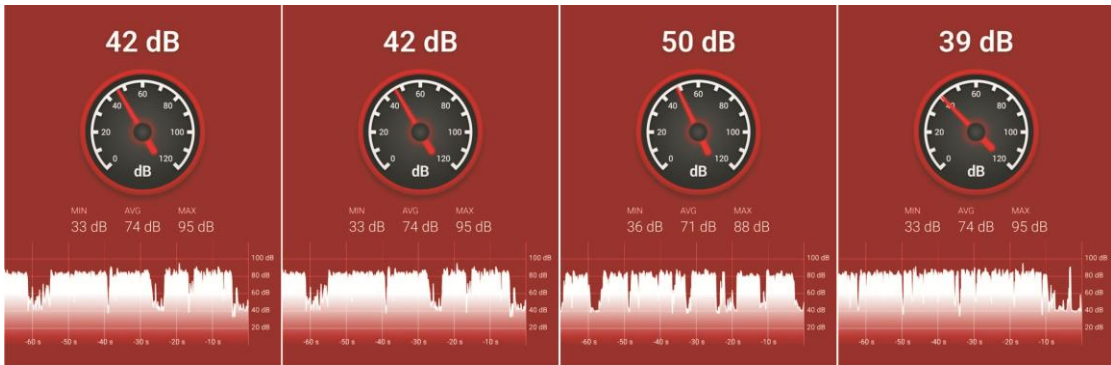 42 dB
60
40
80
20
100
0
120
dB
MIN AVG MAX
33 dB 74 dB 95 dB
100 dB
80 dB
60 dB
40 dB
20 dB
-60 s -50 s -40 s -30 s -20 s -10 s
42 dB
60
40
80
20
100
0
120
dB
MIN AVG MAX
33 dB 74 dB 95 dB
100 dB
80 dB
60 dB
40 dB
20 dB
-60 s -50 s -40 s -30 s -20 s -10 s
50 dB
60
40
80
20
100
0
120
dB
MIN AVG MAX
36 dB 71 dB 88 dB
100 dB
80 dB
60 dB
40 dB
20 dB
-60 s -50 s -40 s -30 s -20 s -10 s
39 dB
60
40
80
20
100
0
120
dB
MIN AVG MAX
33 dB 74 dB 95 dB
100 dB
80 dB
60 dB
40 dB
20 dB
-60 s -50 s -40 s -30 s -20 s -10 s